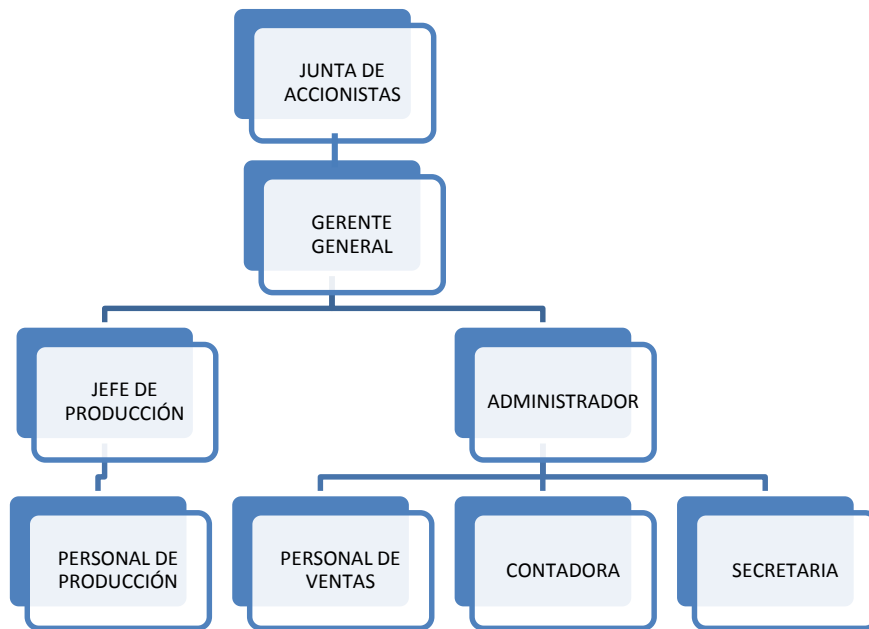 JUNTA DE
ACCIONISTAS
GERENTE
GENERAL
JEFE DE
PRODUCCIÓN
ADMINISTRADOR
PERSONAL DE
PRODUCCIÓN
PERSONAL DE
VENTAS
CONTADORA
SECRETARIA